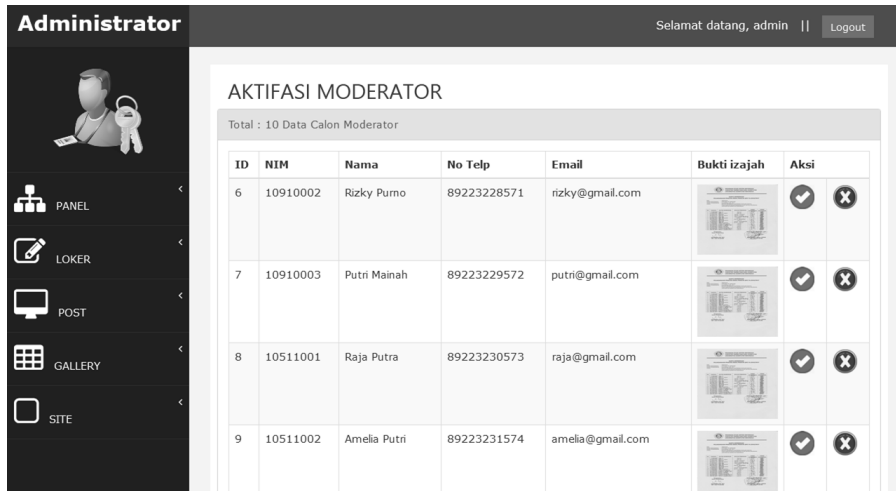 Administrator
Selamat datang, admin || Logout
AKTIFASI MODERATOR
Total : 10 Data Calon Moderator
ID NIM Nama No Telp Email Bukti izajah Aksi
6 10910002 Rizky Purno 89223228571 rizky@gmail.com
7 10910003 Putri Mainah 89223229572 putri@gmail.com
8 10511001 Raja Putra 89223230573 raja@gmail.com
9 10511002 Amelia Putri 89223231574 amelia@gmail.com
PANEL
LOKER
POST
GALLERY
SITE